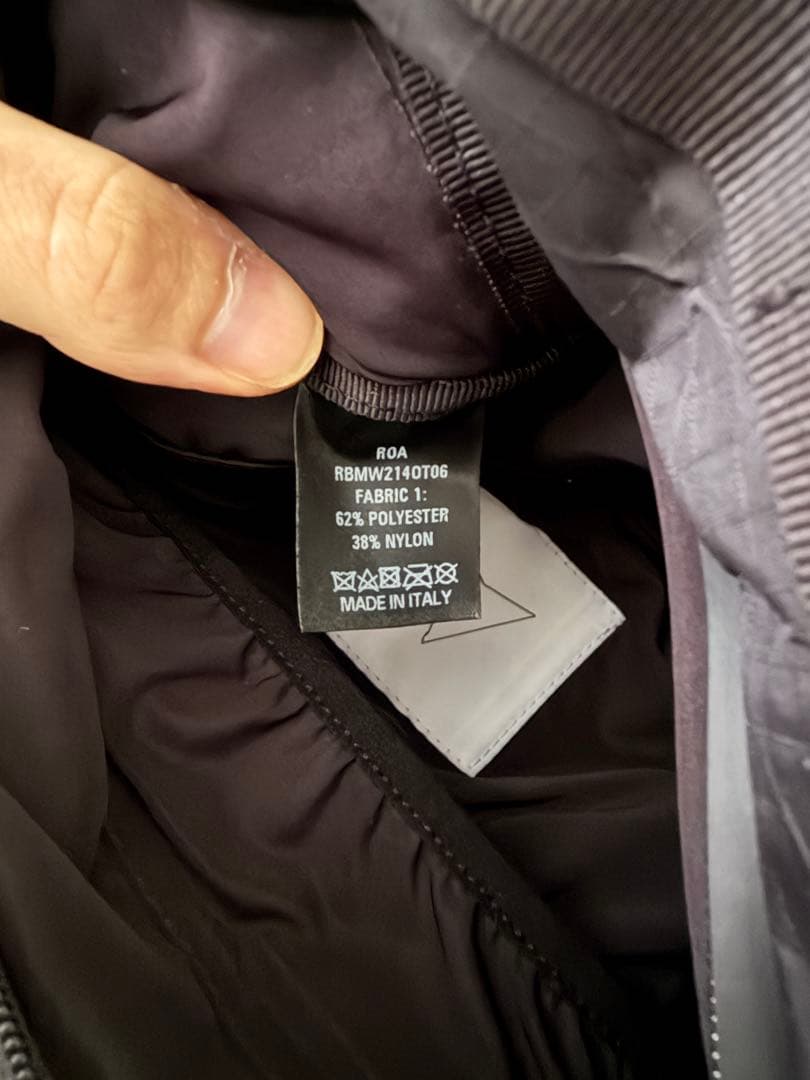 ROA
RBMW2140T06
FABRIC 1:
62% POLYESTER
38% NYLON
MADE IN ITALY